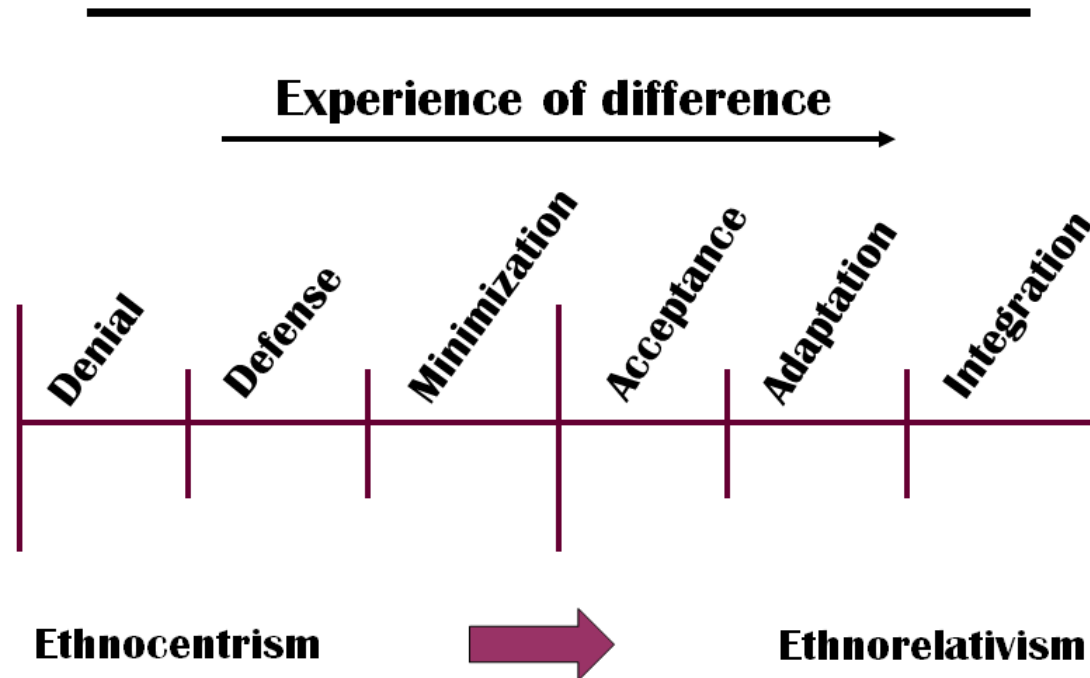 Experience of difference
Denial
Defense
Minimization
Acceptance
Adaptation
Integration
Ethnocentrism
Ethnorelativism